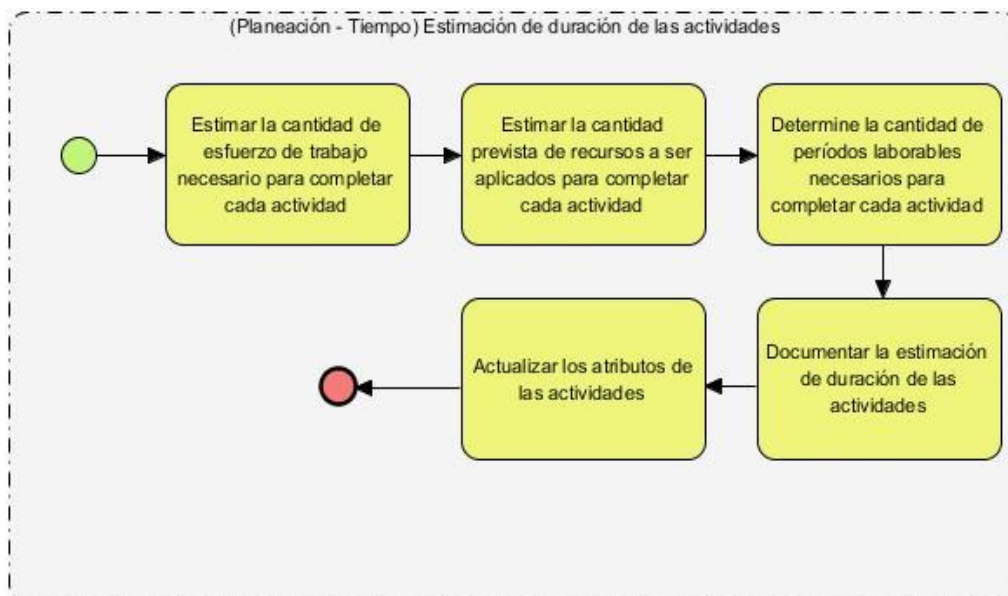 (Planeación - Tiempo) Estimación de duración de las actividades
Estimar la cantidad de
esfuerzo de trabajo
necesario para completar
cada actividad
Estimar la cantidad
prevista de recursos a ser
aplicados para completar
cada actividad
Determine la cantidad de
períodos laborables
necesarios para
completar cada actividad
Documentar la estimación
de duración de las
actividades
Actualizar los atributos de
las actividades